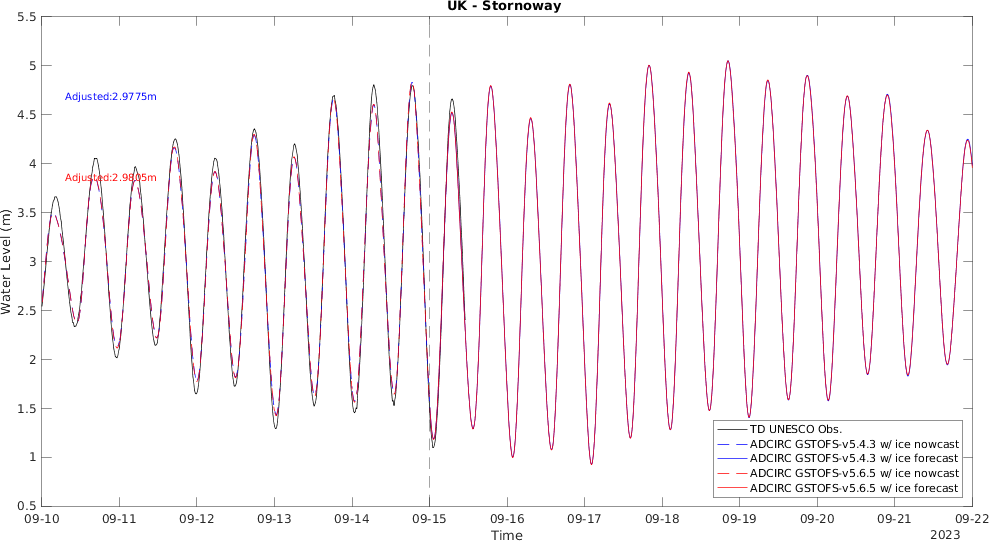 UK - Stornoway
5.5
5
4.5
4
3.5
3
2.5
2
1.5
1
0.5
Water Level (m)
Adjusted:2.9775m
Adjusted:2.9805m
TD UNESCO Obs.
ADCIRC GSTOFS-v5.4.3 w/ ice nowcast
ADCIRC GSTOFS-v5.4.3 w/ ice forecast
ADCIRC GSTOFS-v5.6.5 w/ ice nowcast
ADCIRC GSTOFS-v5.6.5 w/ ice forecast
09-10 09-11 09-12 09-13 09-14 09-15 09-16 09-17 09-18 09-19 09-20 09-21 09-22
Time
2023